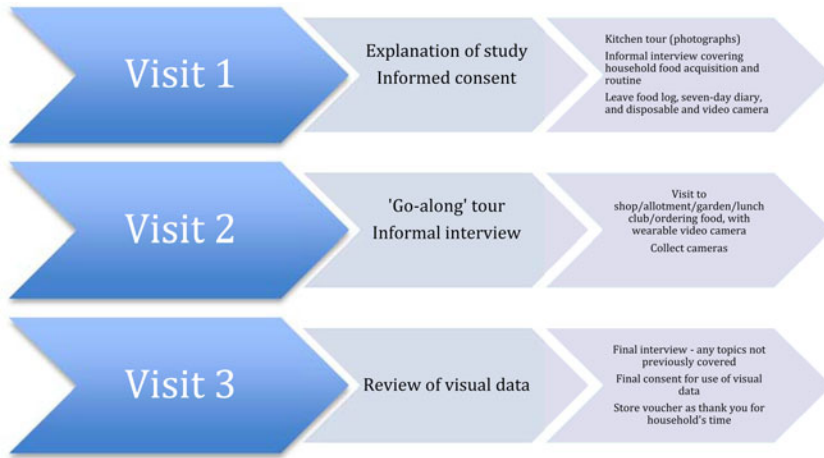 Visit 1
Explanation of study
Informed consent
Kitchen tour (photographs)
Informal interview covering
household food acquisition and
routine
Leave food log, seven-day diary,
and disposable and video camera
Visit 2
'Go-along' tour
Informal interview
Visit to
shop/allotment/garden/lunch
club/ordering food, with
wearable video camera
Collect cameras
Visit 3
Review of visual data
Final interview - any topics not
previously covered
Final consent for use of visual
data
Store voucher as thank you for
household's time